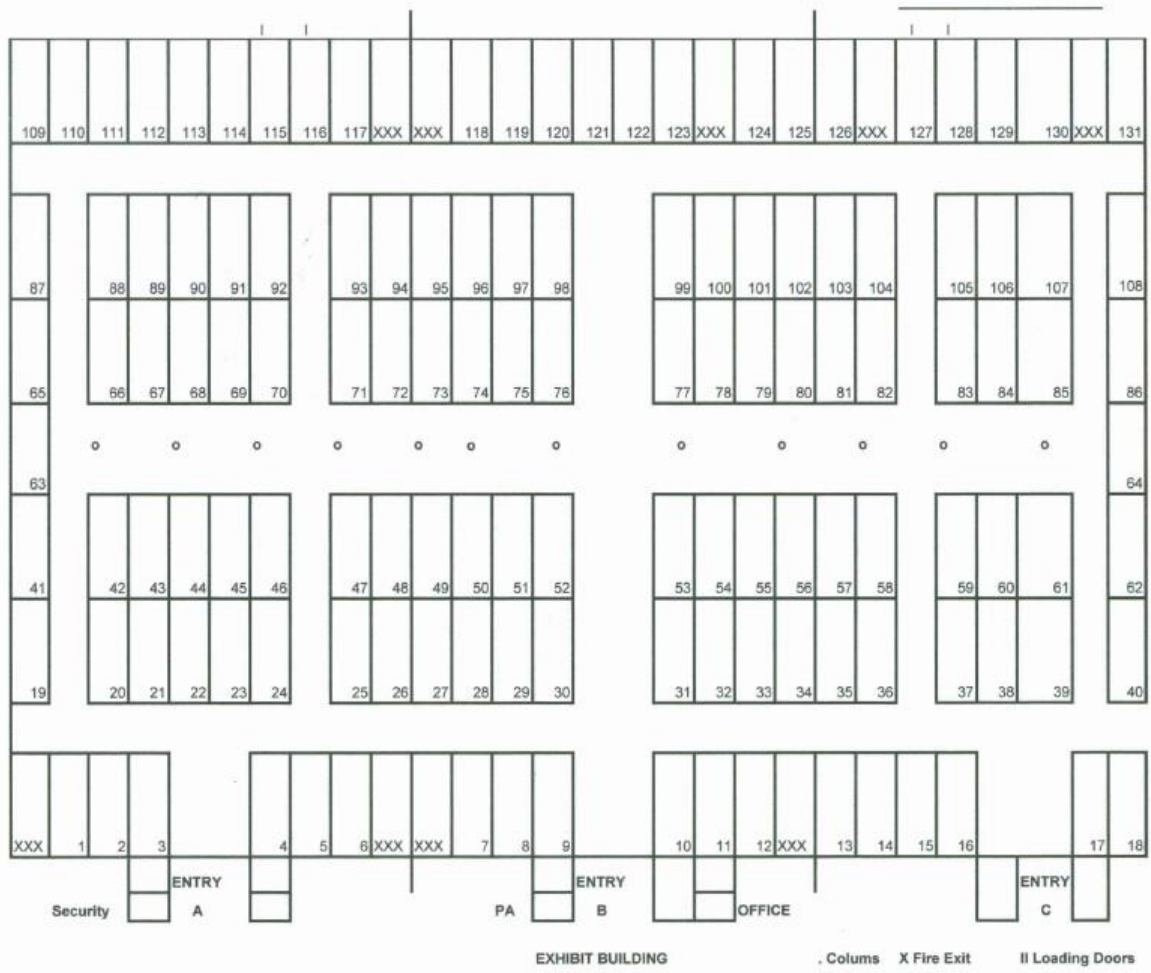 109 110 111 112 113 114 115 116 117 XXX XXX 118 119 120 121 122 123 XXX 124 125 126 XXX 127 128 129 130 XXX 131
87 88 89 90 91 92 93 94 95 96 97 98 99 100 101 102 103 104 105 106 107 108
65 66 67 68 69 70 71 72 73 74 75 76 77 78 79 80 81 82 83 84 85 86
o o o o o o o o o o o o
63 64
41 42 43 44 45 46 47 48 49 50 51 52 53 54 55 56 57 58 59 60 61 62
19 20 21 22 23 24 25 26 27 28 29 30 31 32 33 34 35 36 37 38 39 40
XXX 1 2 3 4 5 6 XXX XXX 7 8 9 10 11 12 XXX 13 14 15 16 17 18
ENTRY ENTRY ENTRY
Security A PA B OFFICE C
EXHIBIT BUILDING . Colums X Fire Exit II Loading Doors